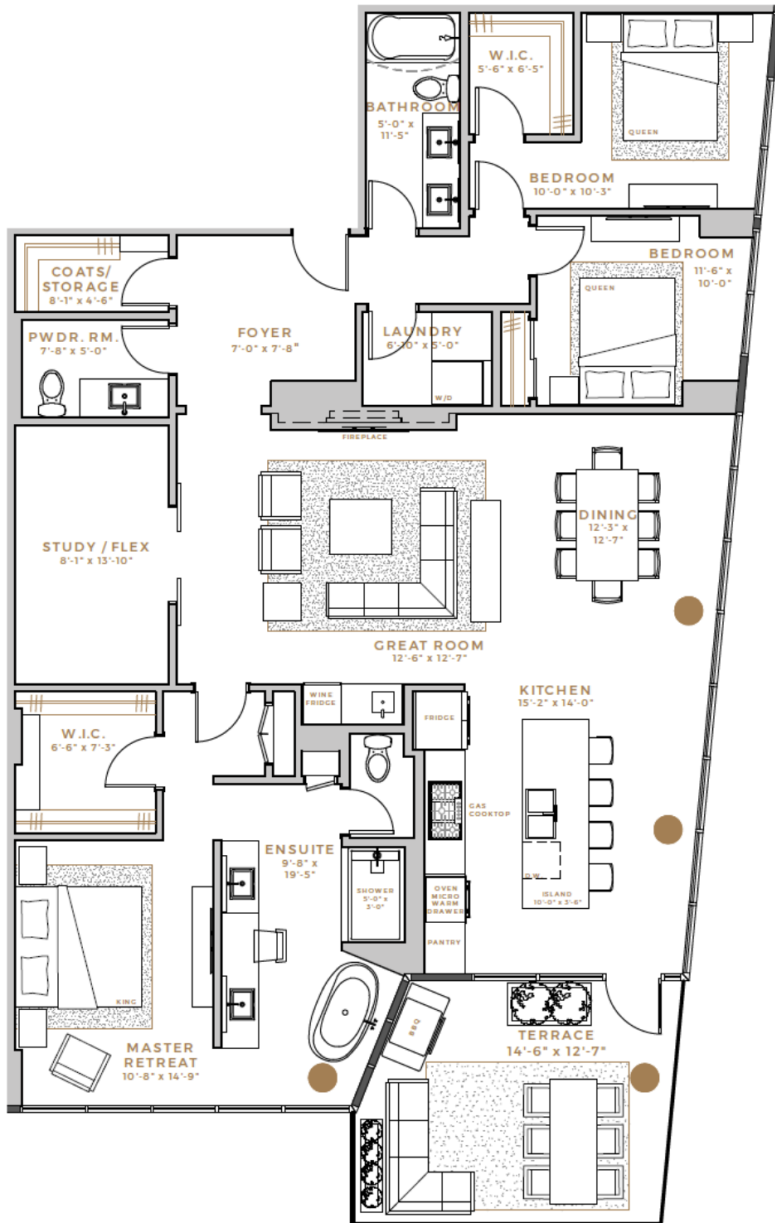 W.I.C.
5'-6" x 6'-5"
BATHROOM
5'-0" x
11'-5"
QUEEN
BEDROOM
10'-0" x 10'-3"
BEDROOM
11'-6" x
10'-0"
QUEEN
COATS/
STORAGE
8'-1" x 4'-6"
PWDR. RM.
7'-8" x 5'-0"
FOYER
7'-0" x 7'-8"
LAUNDRY
6'-10" x 5'-0"
W/D
FIREPLACE
STUDY / FLEX
8'-1" x 13'-10"
DINING
12'-3" x
12'-7"
GREAT ROOM
12'-6" x 12'-7"
KITCHEN
15'-2" x 14'-0"
WINE
FRIDGE
FRIDGE
W.I.C.
6'-6" x 7'-3"
GAS
COOKTOP
ENSUITE
9'-8" x
19'-5"
SHOWER
5'-0" x
3'-0"
D.W.
OVEN
MICRO
WARM
DRAWER
ISLAND
10'-0" x 3'-6"
PANTRY
KING
MASTER
RETREAT
10'-8" x 14'-9"
BBQ
TERRACE
14'-6" x 12'-7"